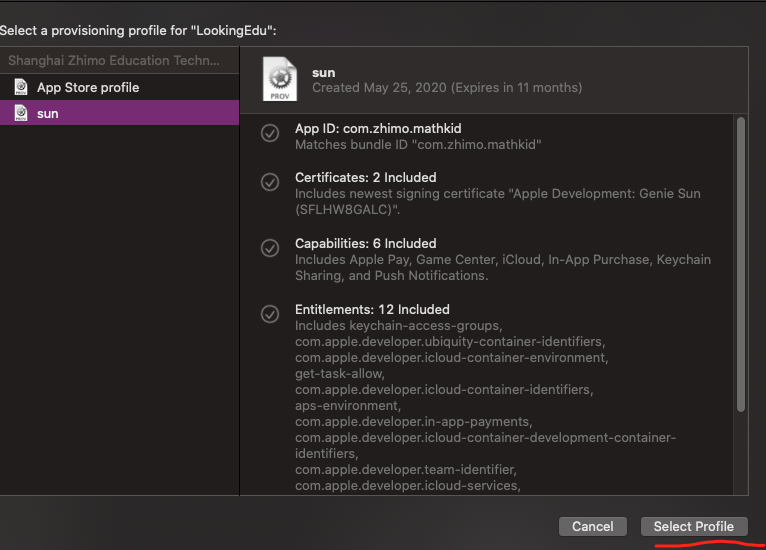 Select a provisioning profile for "LookingEdu":
Shanghai Zhimo Education Techn...
PROV
App Store profile
PROV
sun
PROV
sun
Created May 25, 2020 (Expires in 11 months)
App ID: com.zhimo.mathkid
Matches bundle ID "com.zhimo.mathkid"
Certificates: 2 Included
Includes newest signing certificate "Apple Development: Genie Sun
(SFLHW8GALC)".
Capabilities: 6 Included
Includes Apple Pay, Game Center, iCloud, In-App Purchase, Keychain
Sharing, and Push Notifications.
Entitlements: 12 Included
Includes keychain-access-groups,
com.apple.developer.ubiquity-container-identifiers,
com.apple.developer.icloud-container-environment,
get-task-allow,
com.apple.developer.icloud-container-identifiers,
aps-environment,
com.apple.developer.in-app-payments,
com.apple.developer.icloud-container-development-container-
identifiers,
com.apple.developer.team-identifier,
com.apple.developer.icloud-services,
Cancel
Select Profile